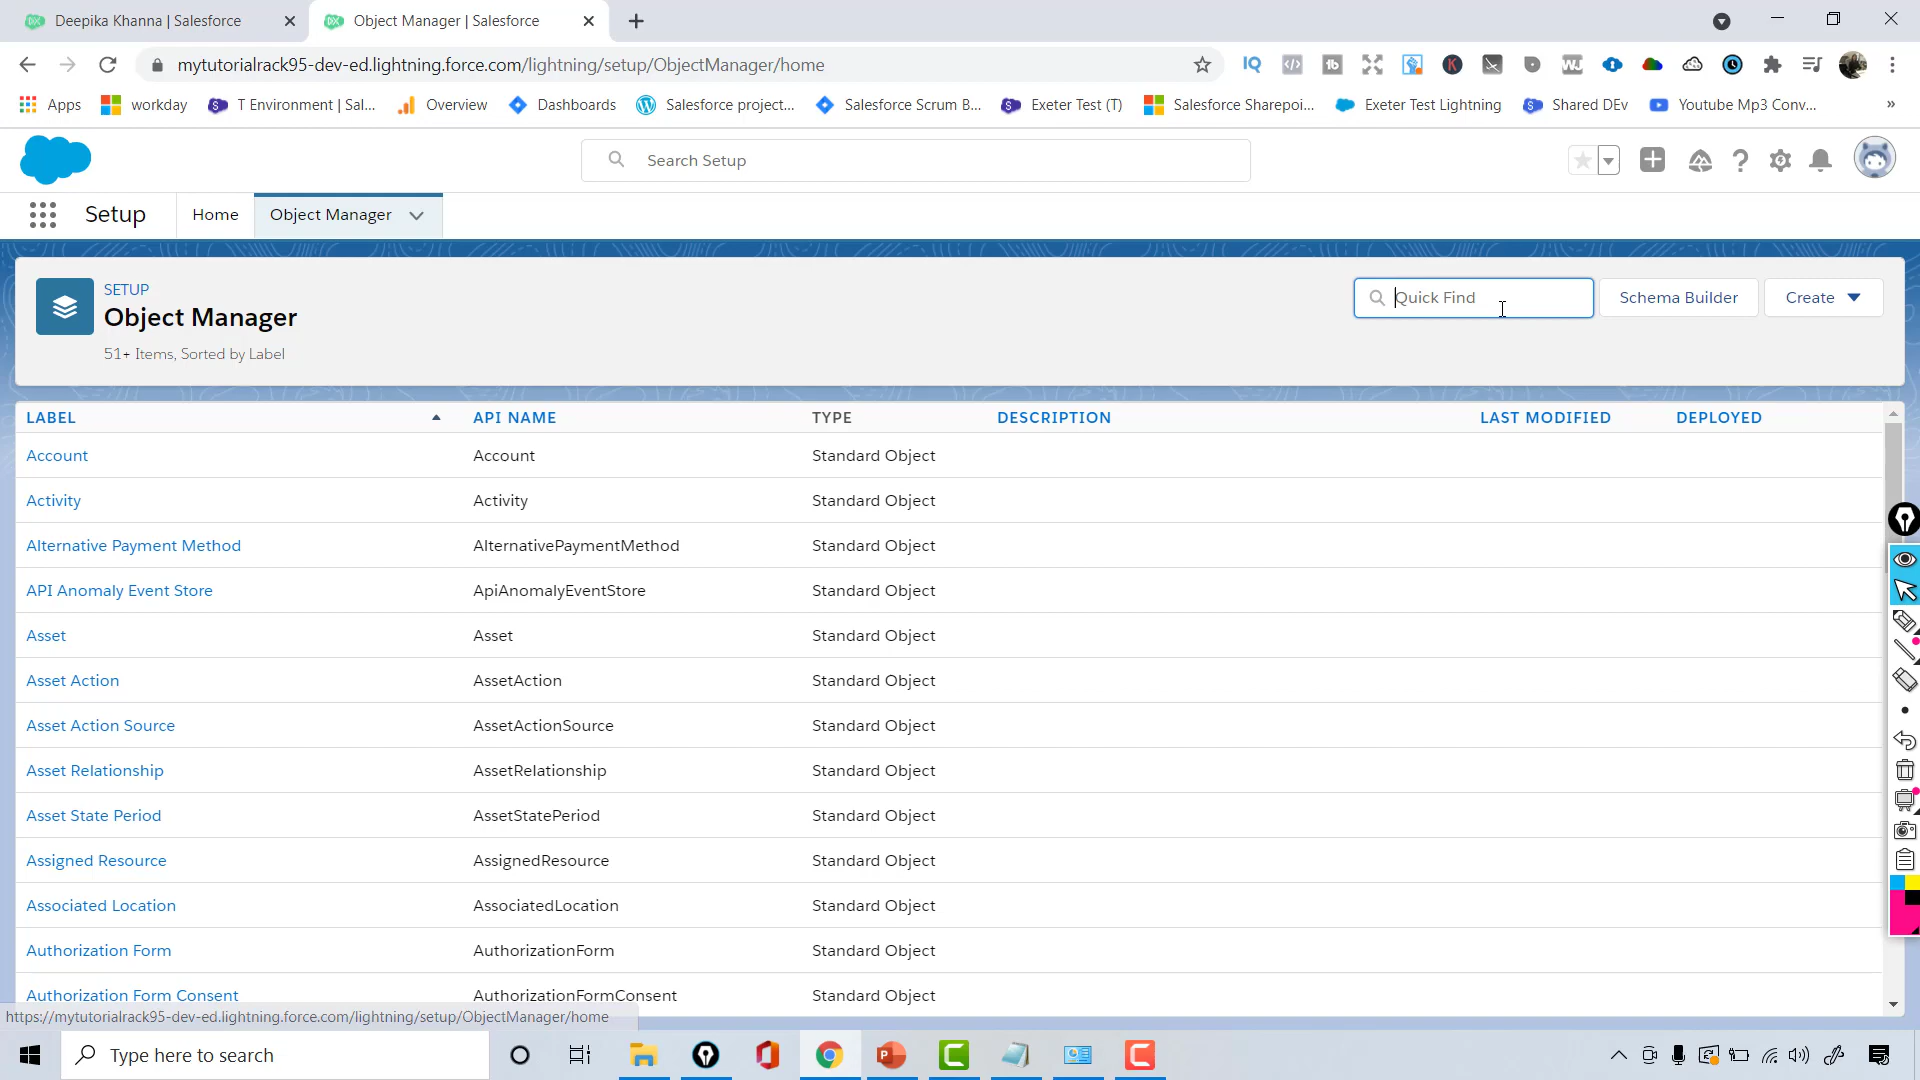 Deepika Khanna | Salesforce
Object Manager | Salesforce
mytutorialrack95-dev-ed.lightning.force.com/lightning/setup/ObjectManager/home
IQ
tb
K
WJ
Apps
workday
T Environment | Sal...
Overview
Dashboards
Salesforce project...
Salesforce Scrum B...
Exeter Test (T)
Salesforce Sharepoi...
Exeter Test Lightning
Shared DEv
Youtube Mp3 Conv...
»
Search Setup
Setup
Home
Object Manager
SETUP
Object Manager
51+ Items, Sorted by Label
Quick Find
Schema Builder
Create
LABEL API NAME TYPE DESCRIPTION LAST MODIFIED DEPLOYED
Account Account Standard Object
Activity Activity Standard Object
Alternative Payment Method AlternativePaymentMethod Standard Object
API Anomaly Event Store ApiAnomalyEventStore Standard Object
Asset Asset Standard Object
Asset Action AssetAction Standard Object
Asset Action Source AssetActionSource Standard Object
Asset Relationship AssetRelationship Standard Object
Asset State Period AssetStatePeriod Standard Object
Assigned Resource AssignedResource Standard Object
Associated Location AssociatedLocation Standard Object
Authorization Form AuthorizationForm Standard Object
Authorization Form Consent AuthorizationFormConsent Standard Object
https://mytutorialrack95-dev-ed.lightning.force.com/lightning/setup/ObjectManager/home
Type here to search